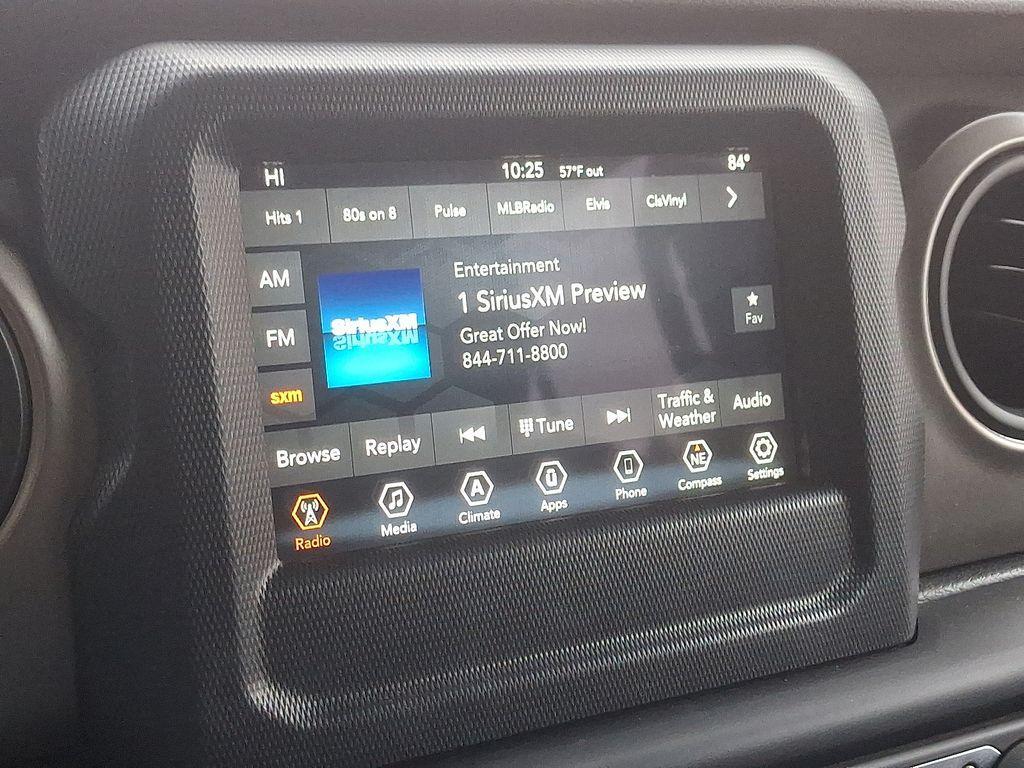 HI 10:25 57°F out 84°
Hits 1 80s on 8 Pulse MLBRadio Elvis ClsVinyl
AM
FM
sxm
SiriusXM
Entertainment
1 SiriusXM Preview
Great Offer Now!
844-711-8800
Fav
Browse Replay Tune Traffic & Weather Audio
A NE
Radio Media Climate Apps Phone Compass Settings